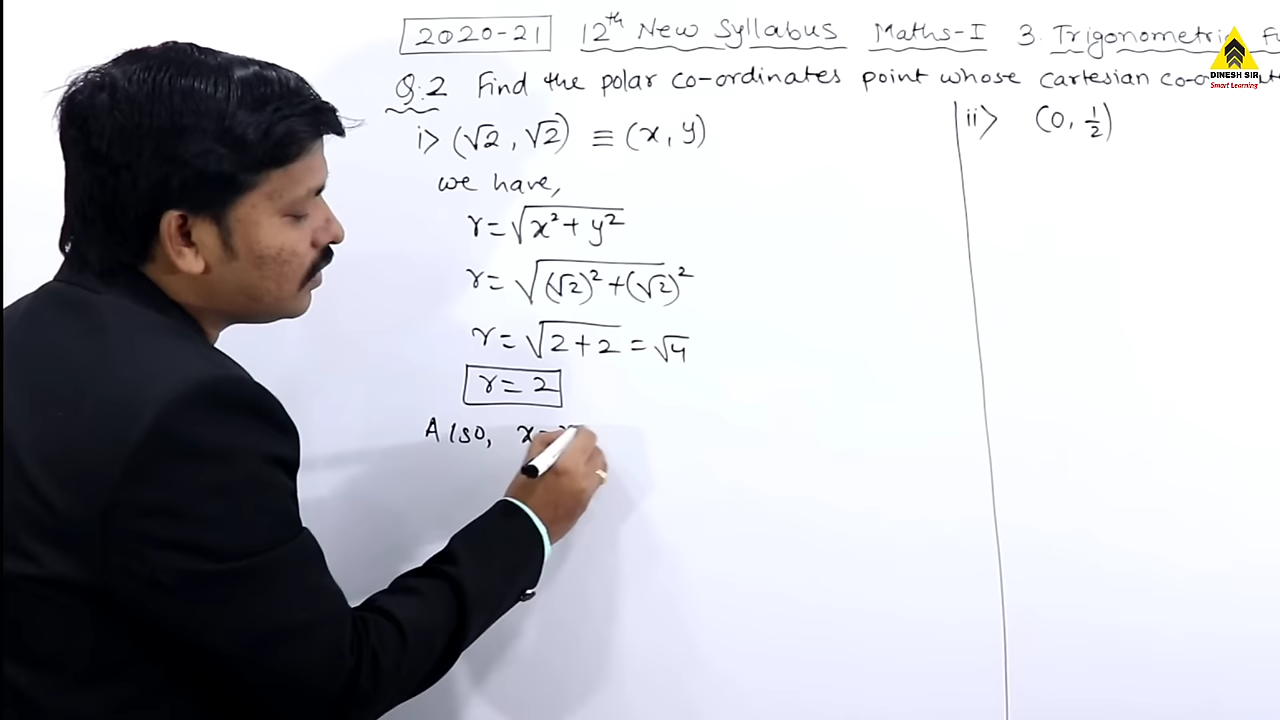 2020-21 12th New Syllabus Maths-I 3. Trigonometric Fu
Q.2 Find the polar co-ordinates point whose cartesian co-ordinates
i> (√2, √2) ≡ (x, y)
we have,
r = √x² + y²
r = √(√2)² + (√2)²
r = √2+2 = √4
r = 2
Also, x = r
ii> (0, 1/2)
DINESH SIR
Smart Learning